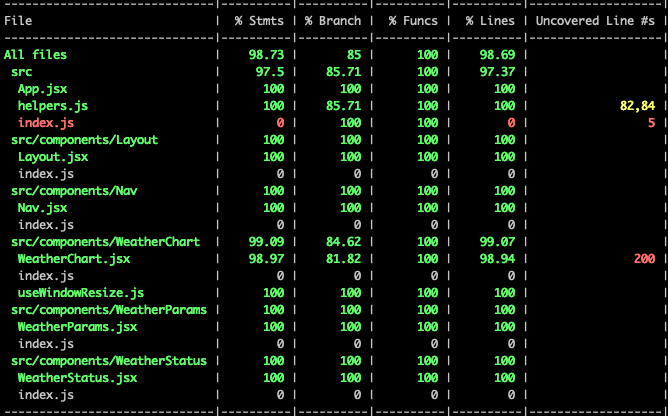 -------------------------------|----------|----------|----------|----------|-------------------|
File | % Stmts | % Branch | % Funcs | % Lines | Uncovered Line #s |
-------------------------------|----------|----------|----------|----------|-------------------|
All files | 98.73 | 85 | 100 | 98.69 | |
src | 97.5 | 85.71 | 100 | 97.37 | |
App.jsx | 100 | 100 | 100 | 100 | |
helpers.js | 100 | 85.71 | 100 | 100 | 82,84 |
index.js | 0 | 100 | 100 | 0 | 5 |
src/components/Layout | 100 | 100 | 100 | 100 | |
Layout.jsx | 100 | 100 | 100 | 100 | |
index.js | 0 | 0 | 0 | 0 | |
src/components/Nav | 100 | 100 | 100 | 100 | |
Nav.jsx | 100 | 100 | 100 | 100 | |
index.js | 0 | 0 | 0 | 0 | |
src/components/WeatherChart | 99.09 | 84.62 | 100 | 99.07 | |
WeatherChart.jsx | 98.97 | 81.82 | 100 | 98.94 | 200 |
index.js | 0 | 0 | 0 | 0 | |
useWindowResize.js | 100 | 100 | 100 | 100 | |
src/components/WeatherParams | 100 | 100 | 100 | 100 | |
WeatherParams.jsx | 100 | 100 | 100 | 100 | |
index.js | 0 | 0 | 0 | 0 | |
src/components/WeatherStatus | 100 | 100 | 100 | 100 | |
WeatherStatus.jsx | 100 | 100 | 100 | 100 | |
index.js | 0 | 0 | 0 | 0 | |
-------------------------------|----------|----------|----------|----------|-------------------|